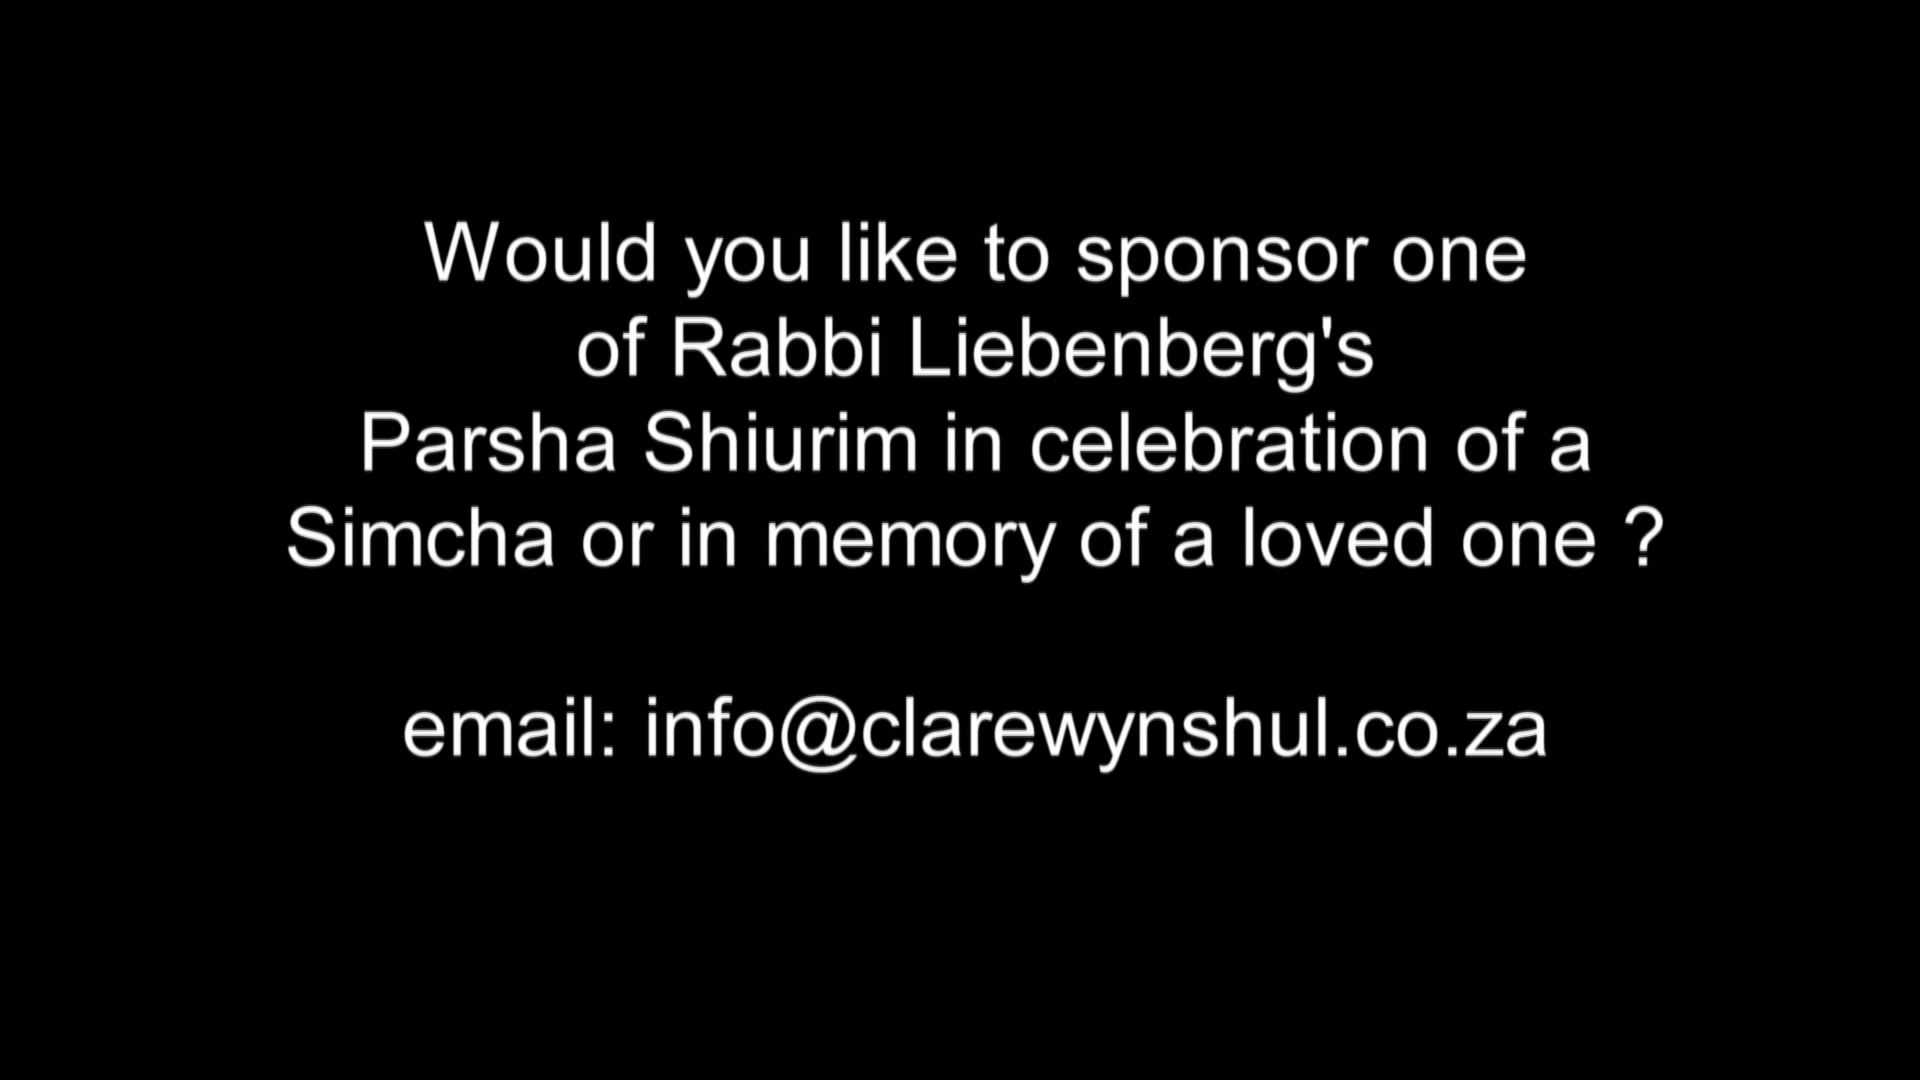 Would you like to sponsor one
of Rabbi Liebenberg's
Parsha Shiurim in celebration of a
Simcha or in memory of a loved one ?
email: info@clarewynshul.co.za